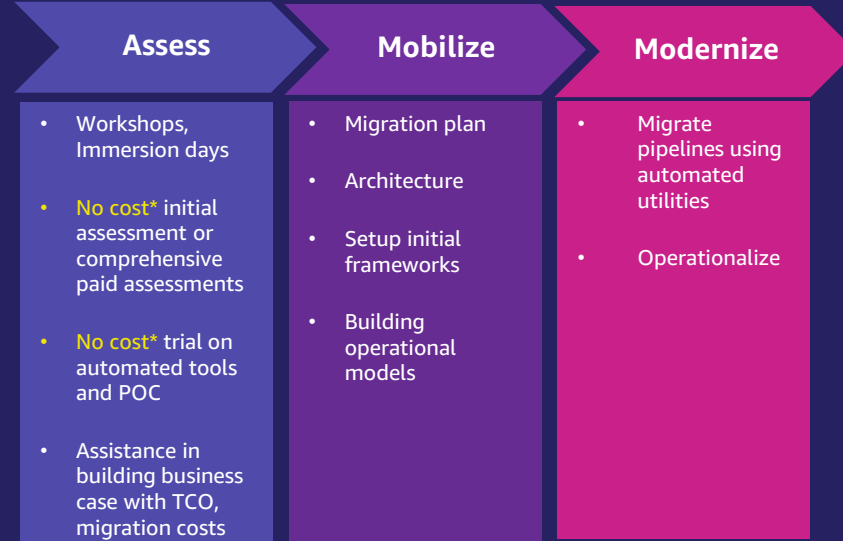 Assess
Mobilize
Modernize
• Workshops,
Immersion days
• No cost* initial
assessment or
comprehensive
paid assessments
• No cost* trial on
automated tools
and POC
• Assistance in
building business
case with TCO,
migration costs
• Migration plan
• Architecture
• Setup initial
frameworks
• Building
operational
models
• Migrate
pipelines using
automated
utilities
• Operationalize